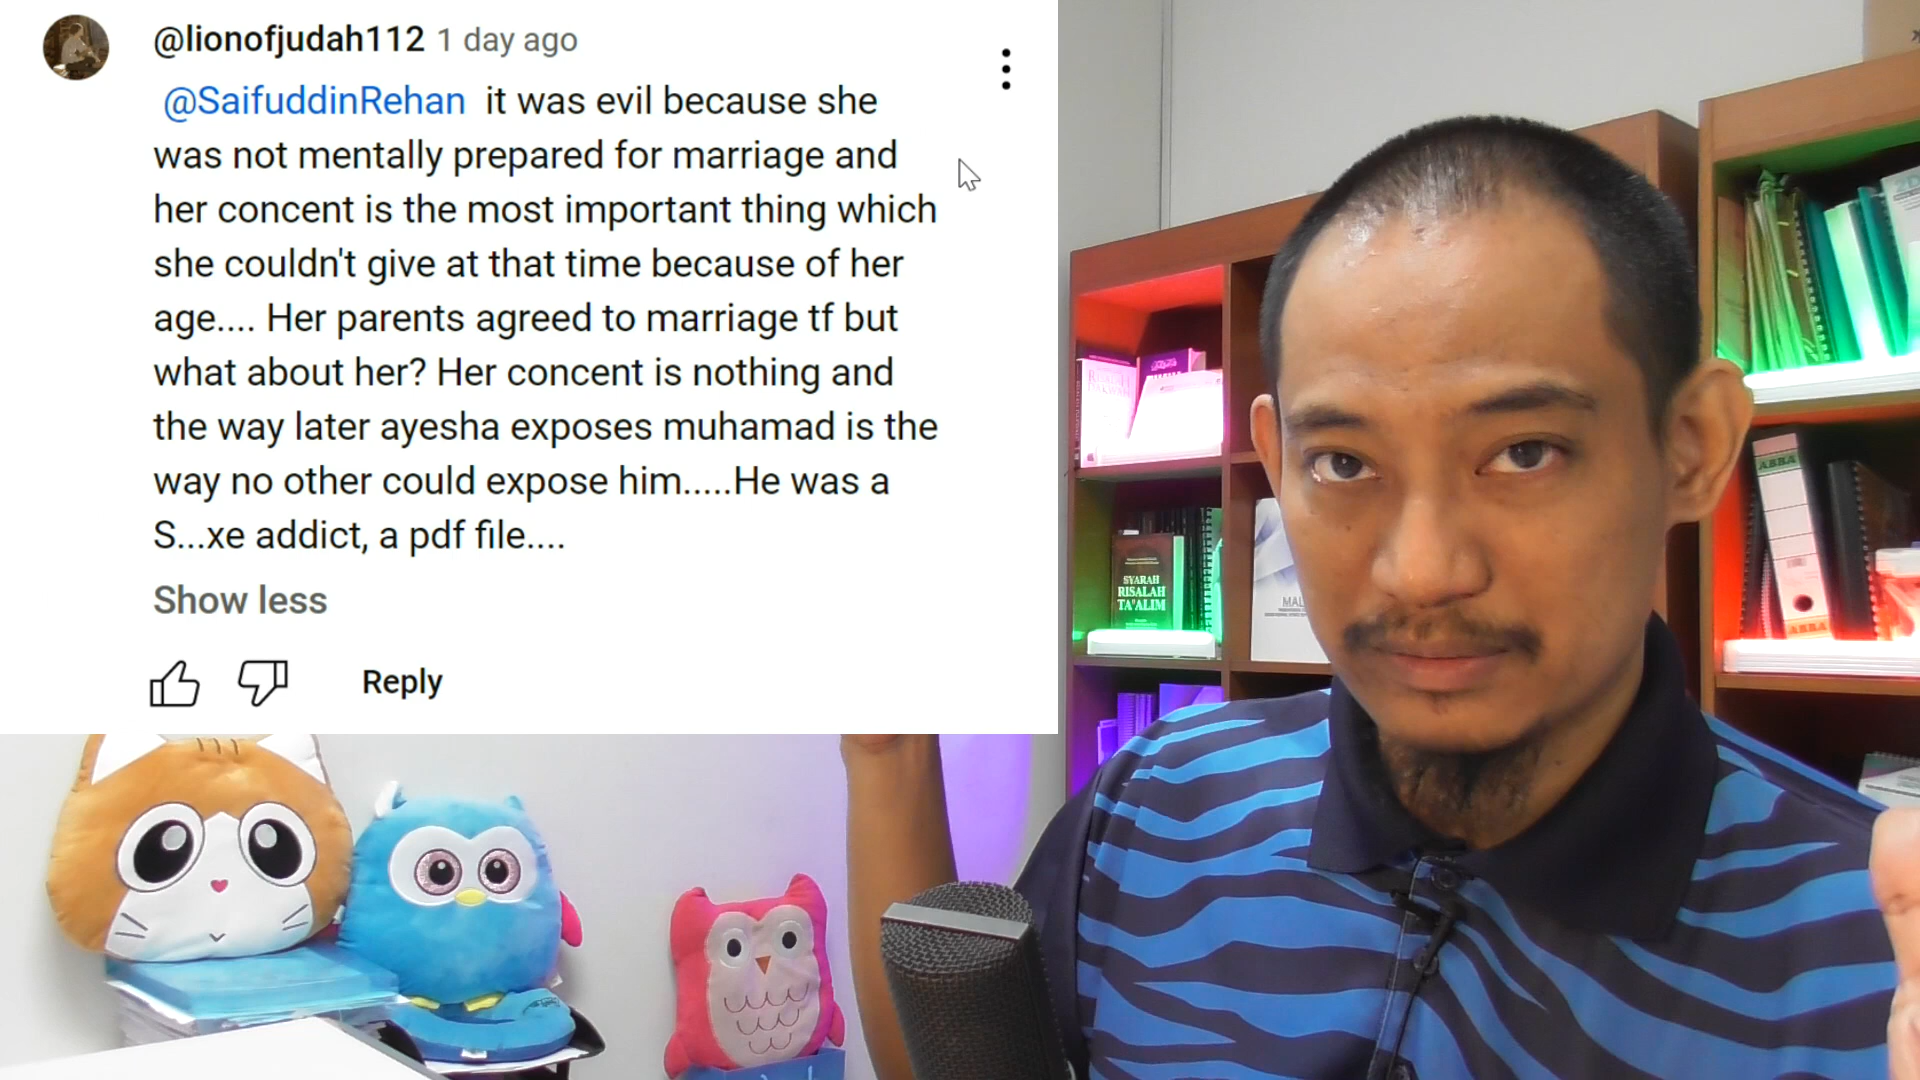 @lionofjudah112 1 day ago
@SaifuddinRehan it was evil because she
was not mentally prepared for marriage and
her concent is the most important thing which
she couldn't give at that time because of her
age.... Her parents agreed to marriage tf but
what about her? Her concent is nothing and
the way later ayesha exposes muhamad is the
way no other could expose him.....He was a
S...xe addict, a pdf file....
Show less
Reply
SYARAH
RISALAH
TA'ALIM
MAL
ABBA
ABBA